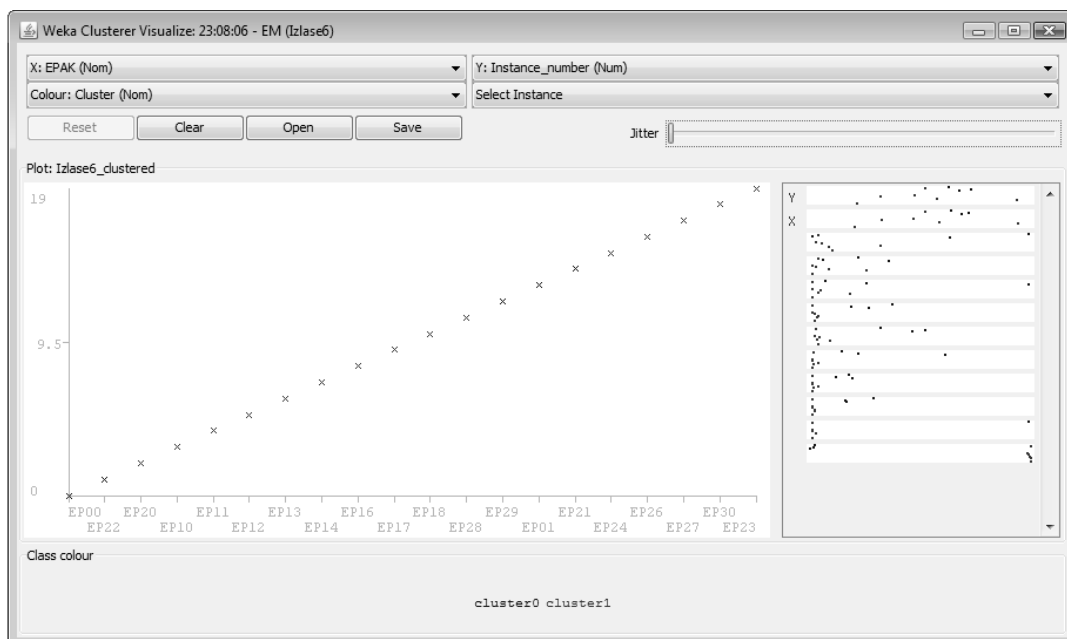 Weka Clusterer Visualize: 23:08:06 - EM (Izlase6)
X: EPAK (Nom) Y: Instance_number (Num)
Colour: Cluster (Nom) Select Instance
Reset Clear Open Save Jitter
Plot: Izlase6_clustered
19
9.5
0
Y
X
EP00 EP20 EP11 EP13 EP16 EP18 EP29 EP21 EP26 EP30
EP22 EP10 EP12 EP14 EP17 EP28 EP01 EP24 EP27 EP23
Class colour
cluster0 cluster1